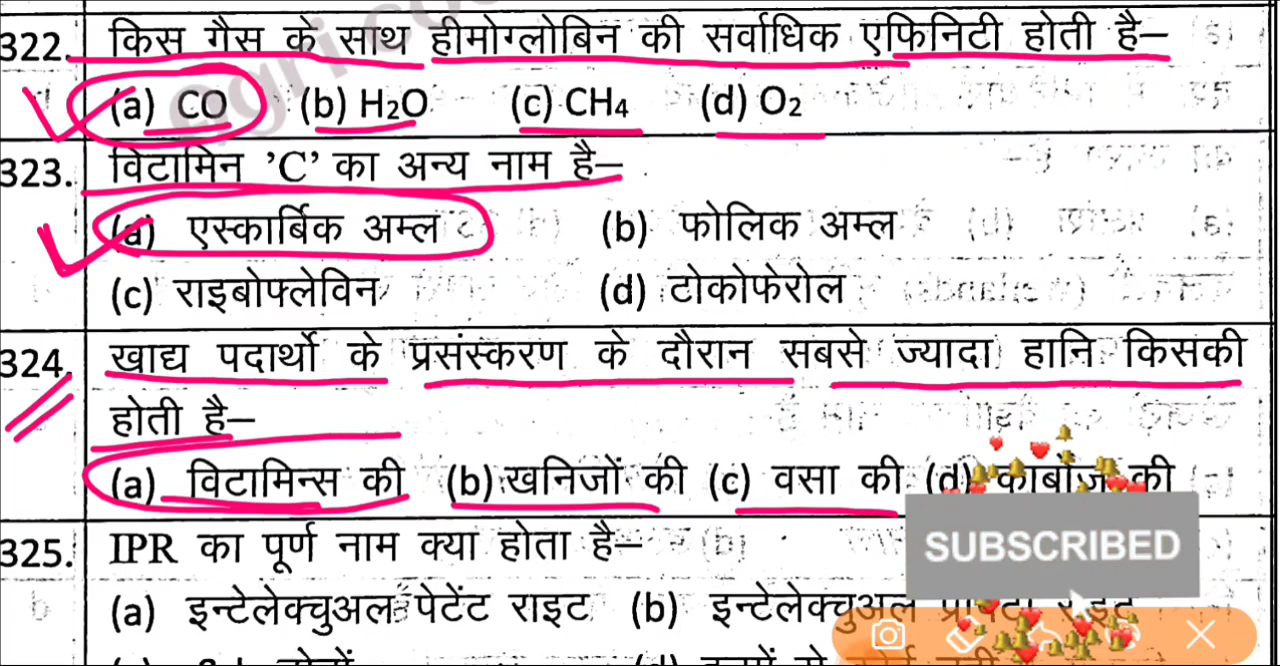 322. किस गैस के साथ हीमोग्लोबिन की सर्वाधिक एफिनिटी होती है–
(a) CO (b) H2O (c) CH4 (d) O2
323. विटामिन 'C' का अन्य नाम है–
(a) एस्कार्बिक अम्ल (b) फोलिक अम्ल
(c) राइबोफ्लेविन (d) टोकोफेरोल
324. खाद्य पदार्थो के प्रसंस्करण के दौरान सबसे ज्यादा हानि किसकी
होती है–
(a) विटामिन्स की (b) खनिजों की (c) वसा की (d) कार्बोज की
SUBSCRIBED
325. IPR का पूर्ण नाम क्या होता है–
(a) इन्टेलेक्चुअल पेटेंट राइट (b) इन्टेलेक्चुअल